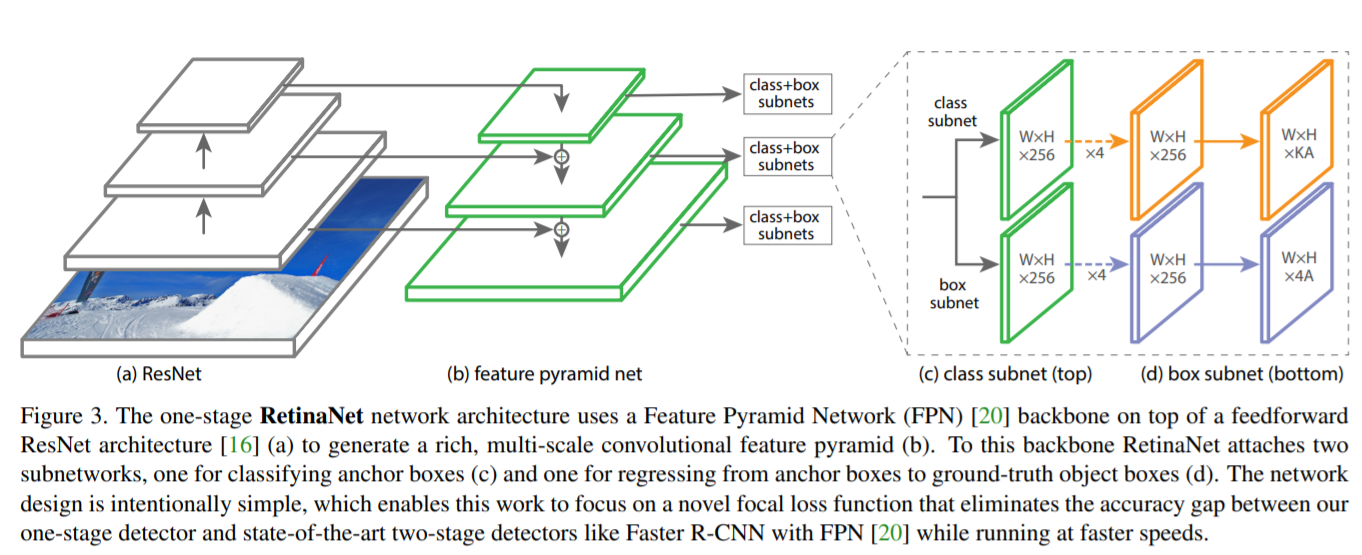 class+box
subnets
class+box
subnets
class+box
subnets
class
subnet
W×H
×256
×4
W×H
×256
W×H
×KA
box
subnet
W×H
×256
×4
W×H
×256
W×H
×4A
(a) ResNet
(b) feature pyramid net
(c) class subnet (top)
(d) box subnet (bottom)
Figure 3. The one-stage RetinaNet network architecture uses a Feature Pyramid Network (FPN) [20] backbone on top of a feedforward
ResNet architecture [16] (a) to generate a rich, multi-scale convolutional feature pyramid (b). To this backbone RetinaNet attaches two
subnetworks, one for classifying anchor boxes (c) and one for regressing from anchor boxes to ground-truth object boxes (d). The network
design is intentionally simple, which enables this work to focus on a novel focal loss function that eliminates the accuracy gap between our
one-stage detector and state-of-the-art two-stage detectors like Faster R-CNN with FPN [20] while running at faster speeds.